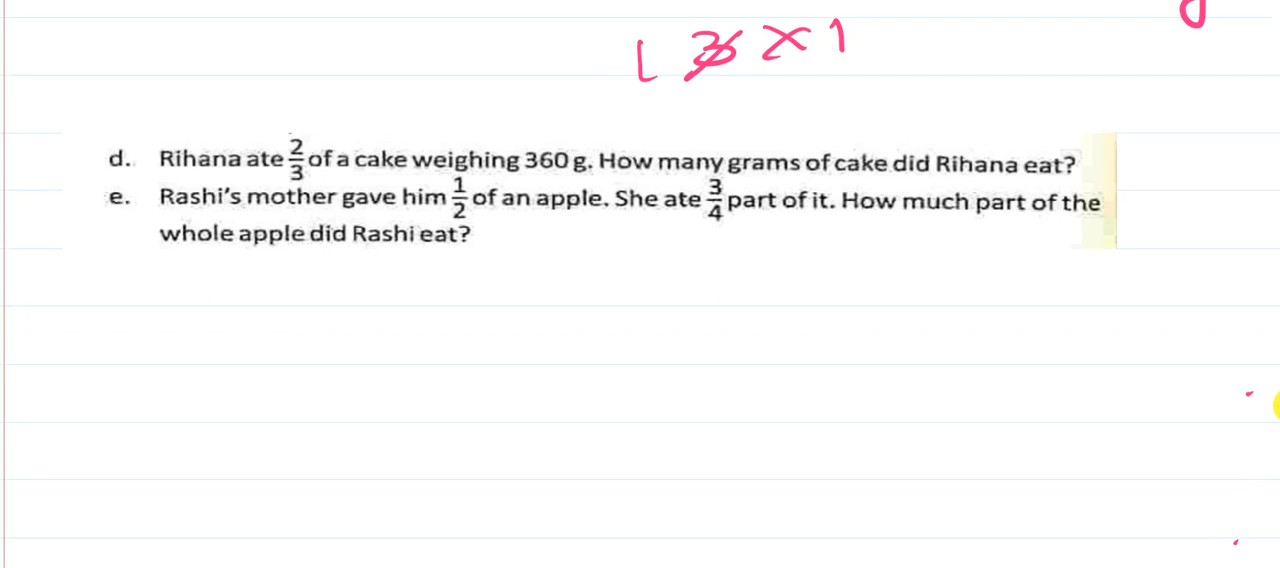 × 1
d. Rihana ate 2/3 of a cake weighing 360 g. How many grams of cake did Rihana eat?
e. Rashi's mother gave him 1/2 of an apple. She ate 3/4 part of it. How much part of the
whole apple did Rashi eat?